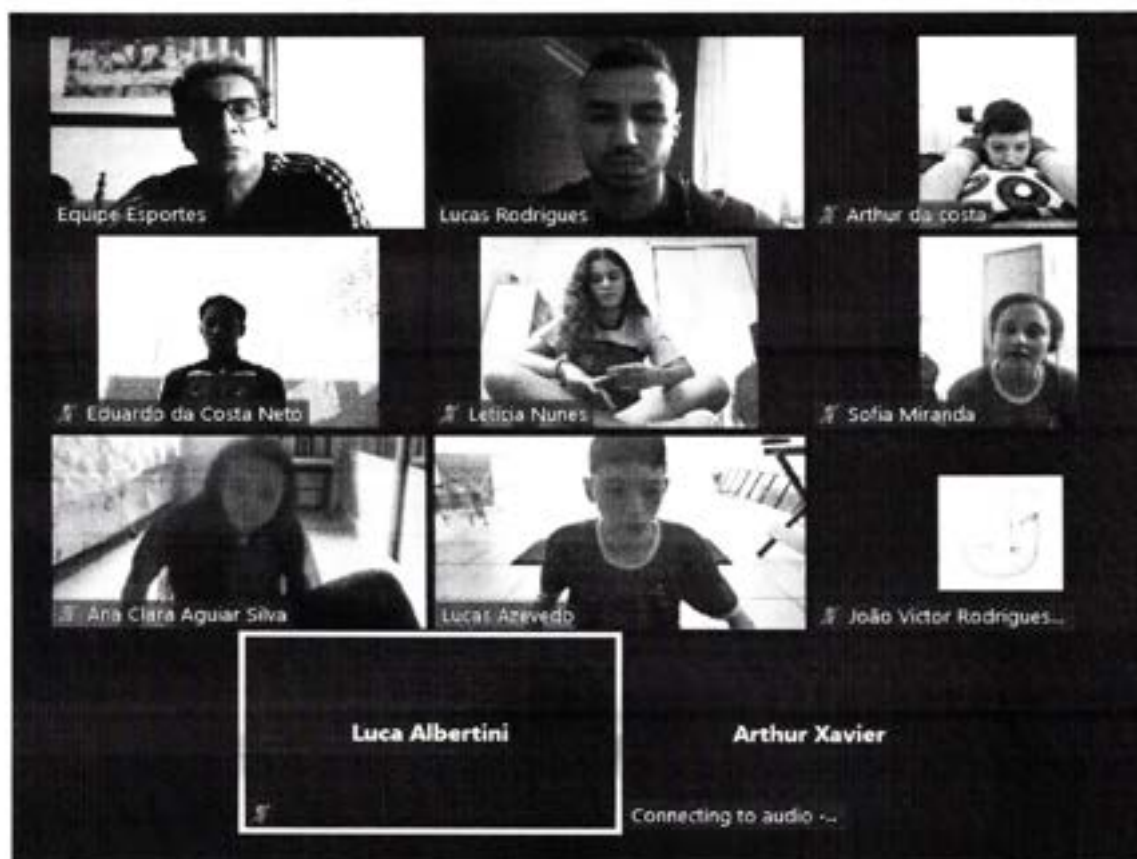 Equipe Esportes
Lucas Rodrigues
Arthur da costa
Eduardo da Costa Neto
Letícia Nunes
Sofia Miranda
Ana Clara Aguiar Silva
Lucas Azevedo
João Victor Rodrigues...
Luca Albertini
Arthur Xavier
Connecting to audio ...